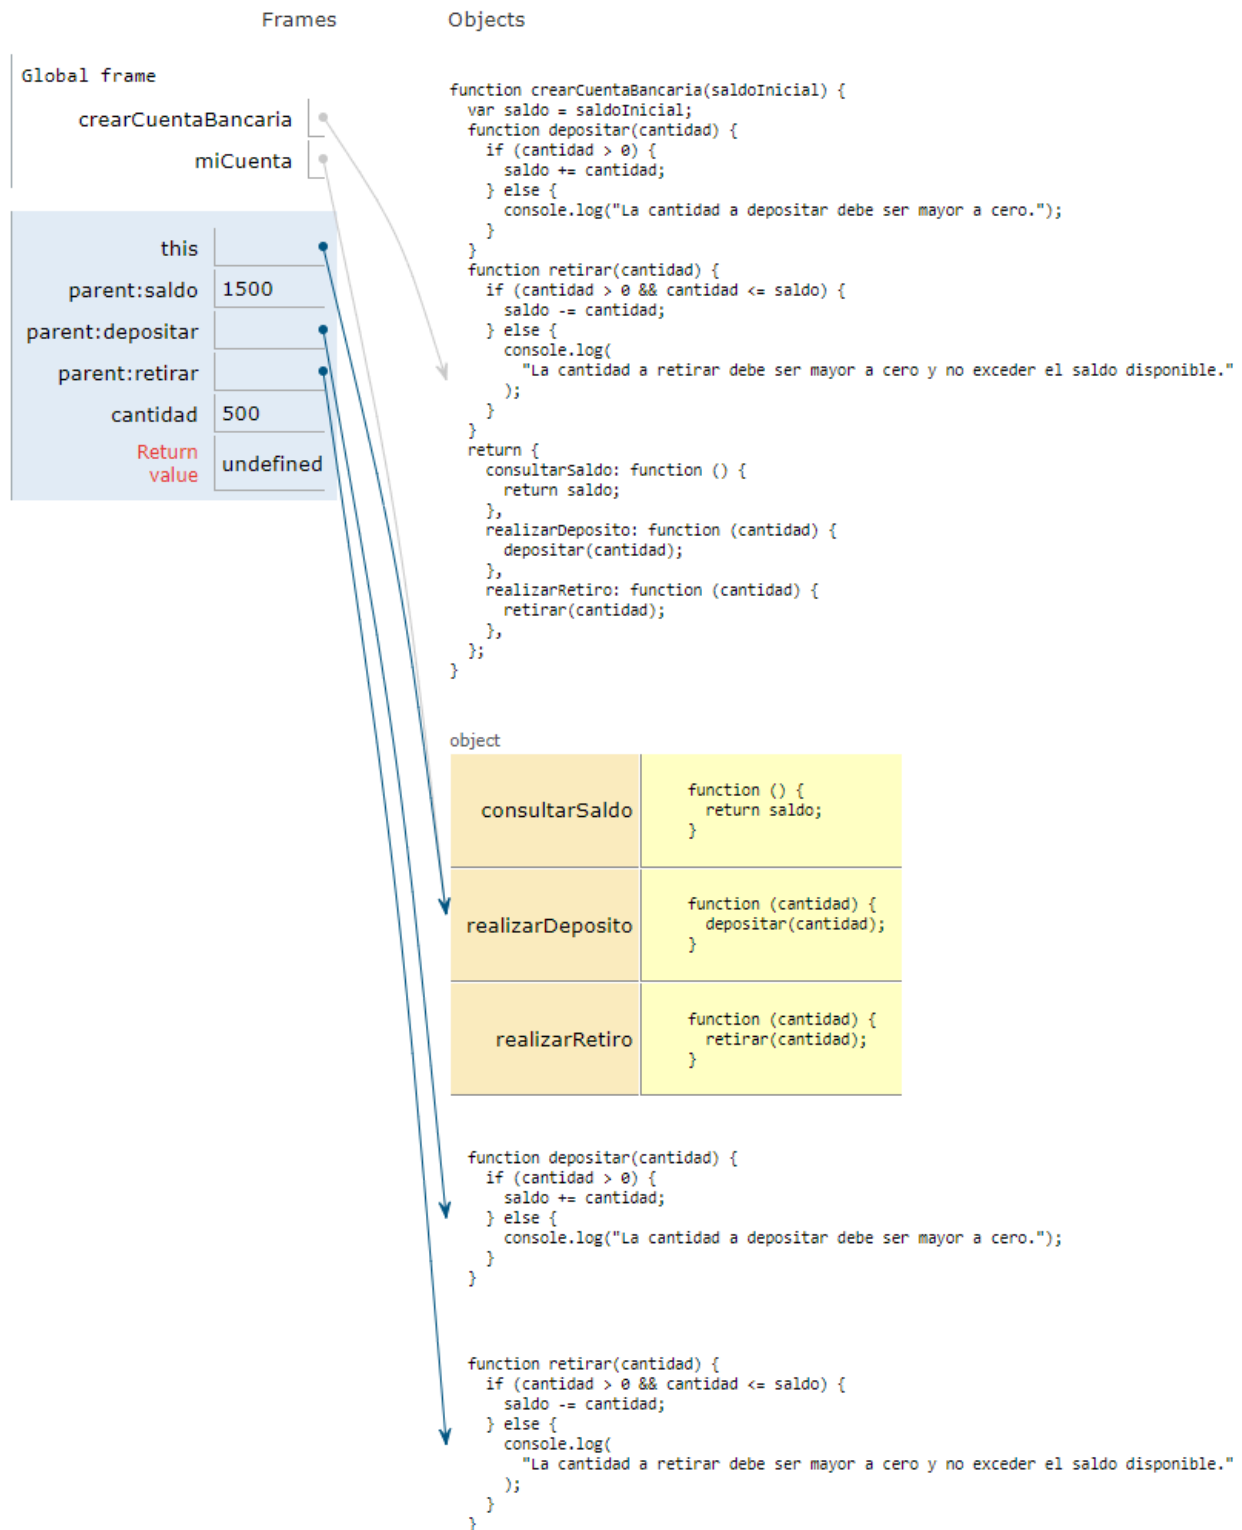 Frames
Objects
Global frame
crearCuentaBancaria
miCuenta
this
parent:saldo 1500
parent:depositar
parent:retirar
cantidad 500
Return
value undefined
function crearCuentaBancaria(saldoInicial) {
  var saldo = saldoInicial;
  function depositar(cantidad) {
    if (cantidad > 0) {
      saldo += cantidad;
    } else {
      console.log("La cantidad a depositar debe ser mayor a cero.");
    }
  }
  function retirar(cantidad) {
    if (cantidad > 0 && cantidad <= saldo) {
      saldo -= cantidad;
    } else {
      console.log(
        "La cantidad a retirar debe ser mayor a cero y no exceder el saldo disponible."
      );
    }
  }
  return {
    consultarSaldo: function () {
      return saldo;
    },
    realizarDeposito: function (cantidad) {
      depositar(cantidad);
    },
    realizarRetiro: function (cantidad) {
      retirar(cantidad);
    },
  };
}
object
consultarSaldo
function () {
  return saldo;
}
realizarDeposito
function (cantidad) {
  depositar(cantidad);
}
realizarRetiro
function (cantidad) {
  retirar(cantidad);
}
function depositar(cantidad) {
  if (cantidad > 0) {
    saldo += cantidad;
  } else {
    console.log("La cantidad a depositar debe ser mayor a cero.");
  }
}
function retirar(cantidad) {
  if (cantidad > 0 && cantidad <= saldo) {
    saldo -= cantidad;
  } else {
    console.log(
      "La cantidad a retirar debe ser mayor a cero y no exceder el saldo disponible."
    );
  }
}